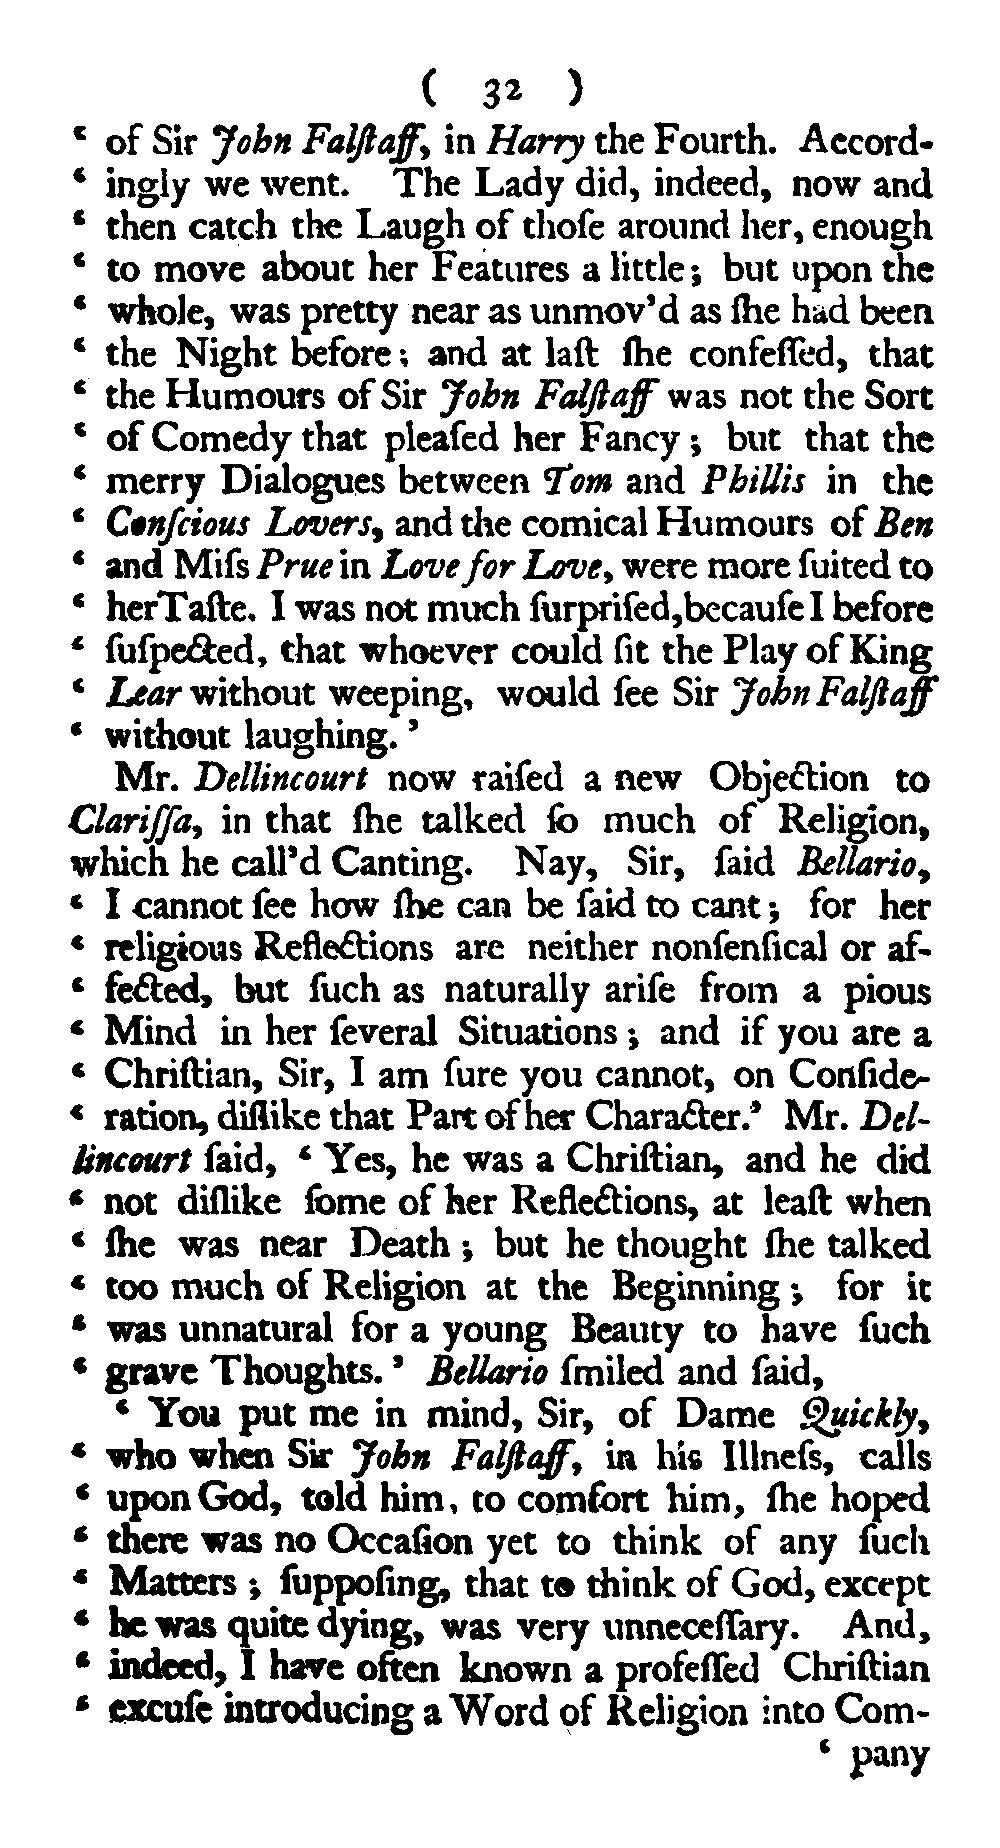 ( 32 )
‘ of Sir John Falſtaff, in Harry the Fourth. Accord-
‘ ingly we went. The Lady did, indeed, now and
‘ then catch the Laugh of thoſe around her, enough
‘ to move about her Features a little; but upon the
‘ whole, was pretty near as unmov’d as ſhe had been
‘ the Night before; and at laſt ſhe confeſſed, that
‘ the Humours of Sir John Falſtaff was not the Sort
‘ of Comedy that pleaſed her Fancy; but that the
‘ merry Dialogues between Tom and Phillis in the
‘ Conſcious Lovers, and the comical Humours of Ben
‘ and Miſs Prue in Love for Love, were more ſuited to
‘ her Taſte. I was not much ſurpriſed, becauſe I before
‘ ſuſpected, that whoever could ſit the Play of King
‘ Lear without weeping, would ſee Sir John Falſtaff
‘ without laughing.’
Mr. Dellincourt now raiſed a new Objection to
Clariſſa, in that ſhe talked ſo much of Religion,
which he call’d Canting. Nay, Sir, ſaid Bellario,
‘ I cannot ſee how ſhe can be ſaid to cant; for her
‘ religious Reflections are neither nonſenſical or af-
‘ fected, but ſuch as naturally ariſe from a pious
‘ Mind in her ſeveral Situations; and if you are a
‘ Chriſtian, Sir, I am ſure you cannot, on Conſide-
‘ ration, diſlike that Part of her Character.’ Mr. Del-
lincourt ſaid, ‘ Yes, he was a Chriſtian, and he did
‘ not diſlike ſome of her Reflections, at leaſt when
‘ ſhe was near Death; but he thought ſhe talked
‘ too much of Religion at the Beginning; for it
‘ was unnatural for a young Beauty to have ſuch
‘ grave Thoughts.’ Bellario ſmiled and ſaid,
‘ You put me in mind, Sir, of Dame Quickly,
‘ who when Sir John Falſtaff, in his Illneſs, calls
‘ upon God, told him, to comfort him, ſhe hoped
‘ there was no Occaſion yet to think of any ſuch
‘ Matters; ſuppoſing, that to think of God, except
‘ he was quite dying, was very unneceſſary. And,
‘ indeed, I have often known a profeſſed Chriſtian
‘ excuſe introducing a Word of Religion into Com-
‘ pany